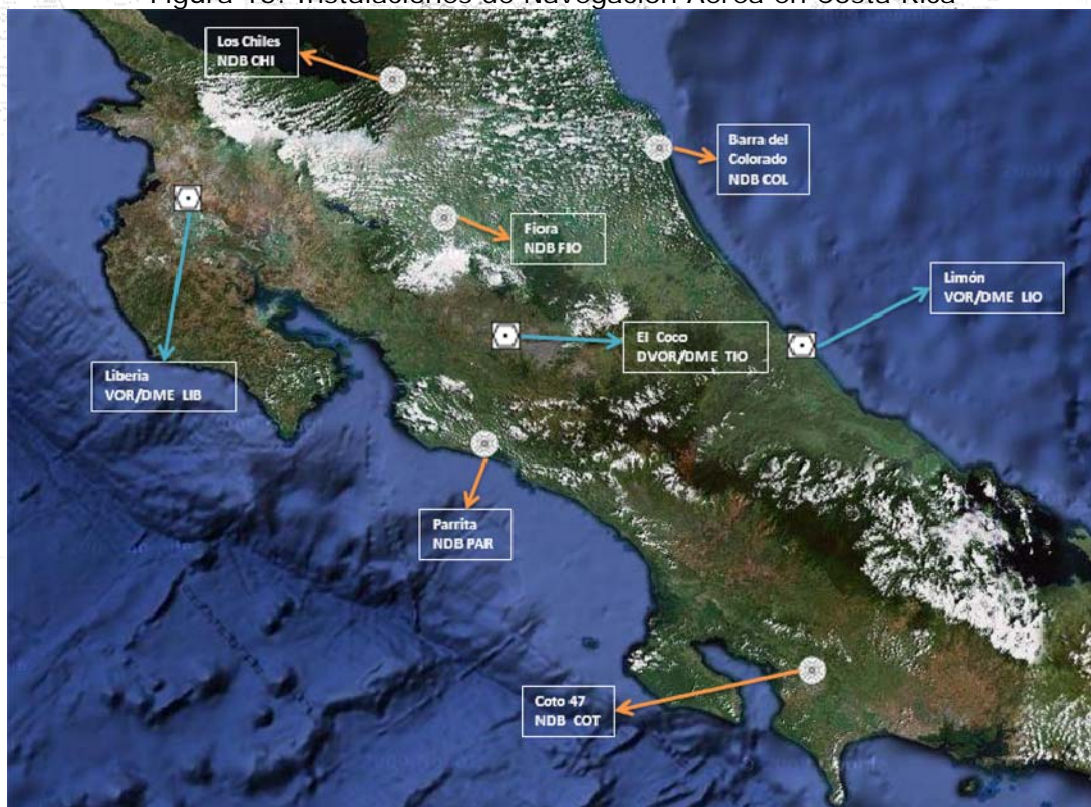 Figura 10. Instalaciones de Navegación Aérea en Costa Rica
Los Chiles
NDB CHI
Barra del
Colorado
NDB COL
Fiora
NDB FIO
Limón
VOR/DME LIO
El Coco
DVOR/DME TIO
Liberia
VOR/DME LIB
Parrita
NDB PAR
Coto 47
NDB COT